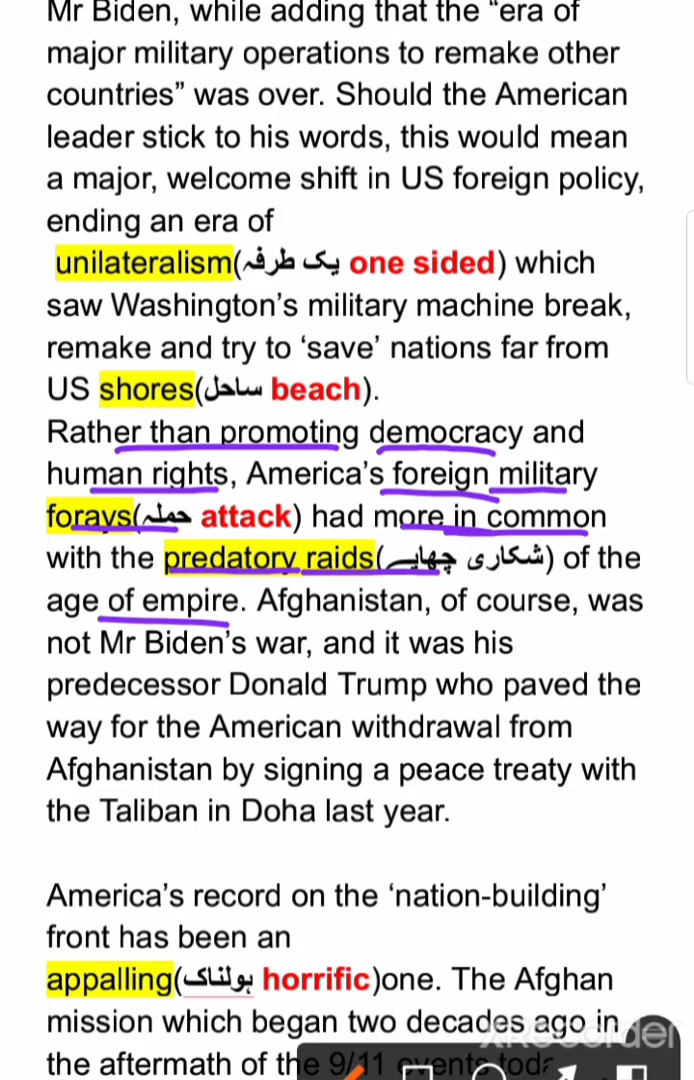 Mr Biden, while adding that the “era of
major military operations to remake other
countries” was over. Should the American
leader stick to his words, this would mean
a major, welcome shift in US foreign policy,
ending an era of
unilateralism(یک طرفہ one sided) which
saw Washington’s military machine break,
remake and try to ‘save’ nations far from
US shores(ساحل beach).
Rather than promoting democracy and
human rights, America’s foreign military
forays(حملہ attack) had more in common
with the predatory raids(شکاری چھاپے) of the
age of empire. Afghanistan, of course, was
not Mr Biden’s war, and it was his
predecessor Donald Trump who paved the
way for the American withdrawal from
Afghanistan by signing a peace treaty with
the Taliban in Doha last year.
America’s record on the ‘nation-building’
front has been an
appalling(ہولناک horrific)one. The Afghan
mission which began two decades ago in
the aftermath of the 9/11 events
XRecorder